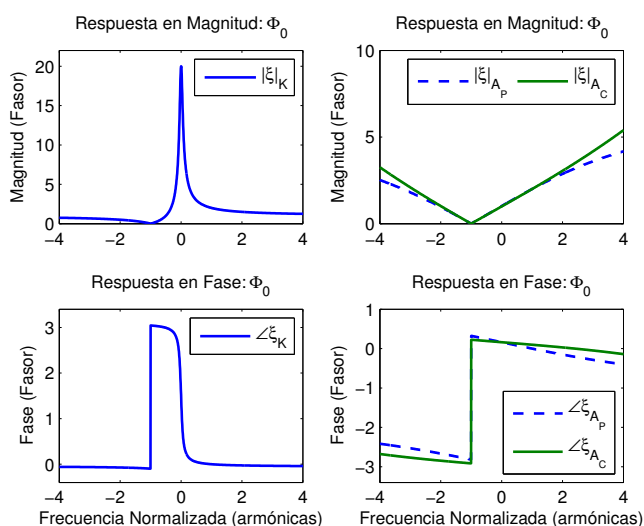 Respuesta en Magnitud: Φ0
Magnitud (Fasor)
20
15
10
5
0
−4 −2 0 2 4
|ξ|K
Respuesta en Magnitud: Φ0
Magnitud (Fasor)
10
5
0
−4 −2 0 2 4
|ξ|AP |ξ|AC
Respuesta en Fase: Φ0
Fase (Fasor)
3
2
1
0
−4 −2 0 2 4
∠ξK
Frecuencia Normalizada (armónicas)
Respuesta en Fase: Φ0
Fase (Fasor)
1
0
−1
−2
−3
−4 −2 0 2 4
∠ξAP
∠ξAC
Frecuencia Normalizada (armónicas)